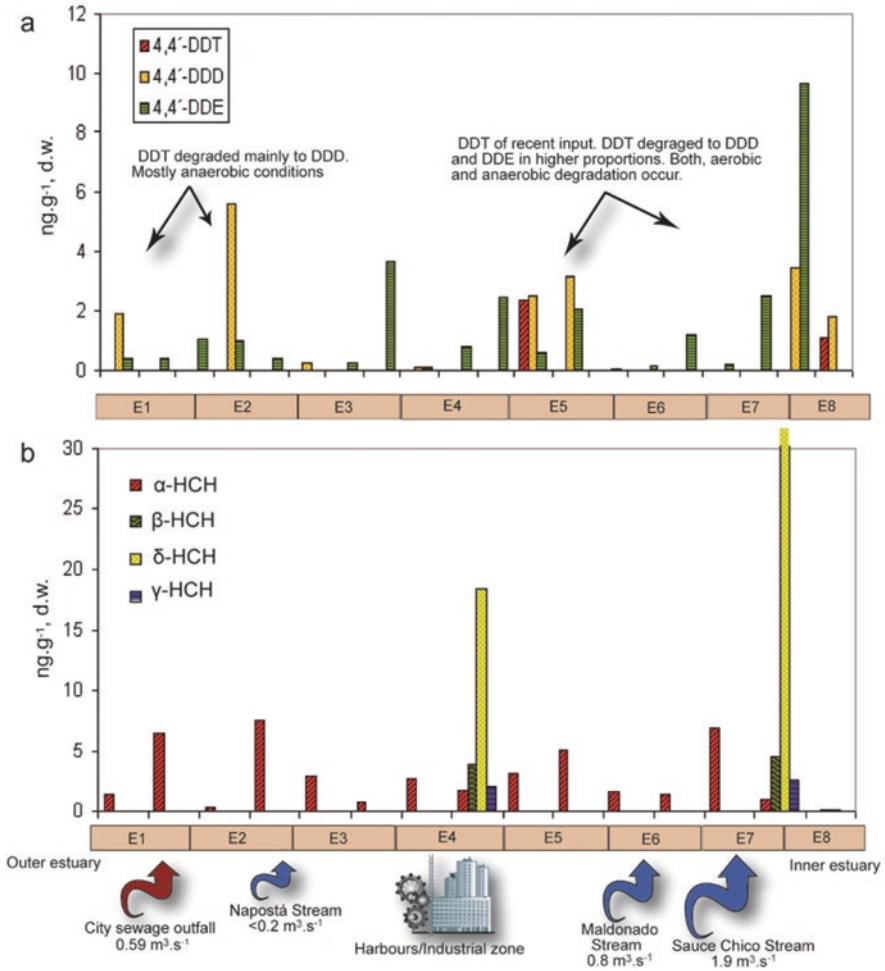 a
12
10
8
6
4
2
0
ng.g-¹, d.w.
4,4´-DDT
4,4´-DDD
4,4´-DDE
DDT degraded mainly to DDD.
Mostly anaerobic conditions
DDT of recent input. DDT degraged to DDD
and DDE in higher proportions. Both, aerobic
and anaerobic degradation occur.
E1 E2 E3 E4 E5 E6 E7 E8
b
30
25
20
15
10
5
0
ng.g-¹, d.w.
α-HCH
β-HCH
δ-HCH
γ-HCH
E1 E2 E3 E4 E5 E6 E7 E8
Outer estuary
Inner estuary
City sewage outfall
0.59 m³.s-¹
Napostá Stream
<0.2 m³.s-¹
Harbours/Industrial zone
Maldonado
Stream
0.8 m³.s-¹
Sauce Chico Stream
1.9 m³.s-¹